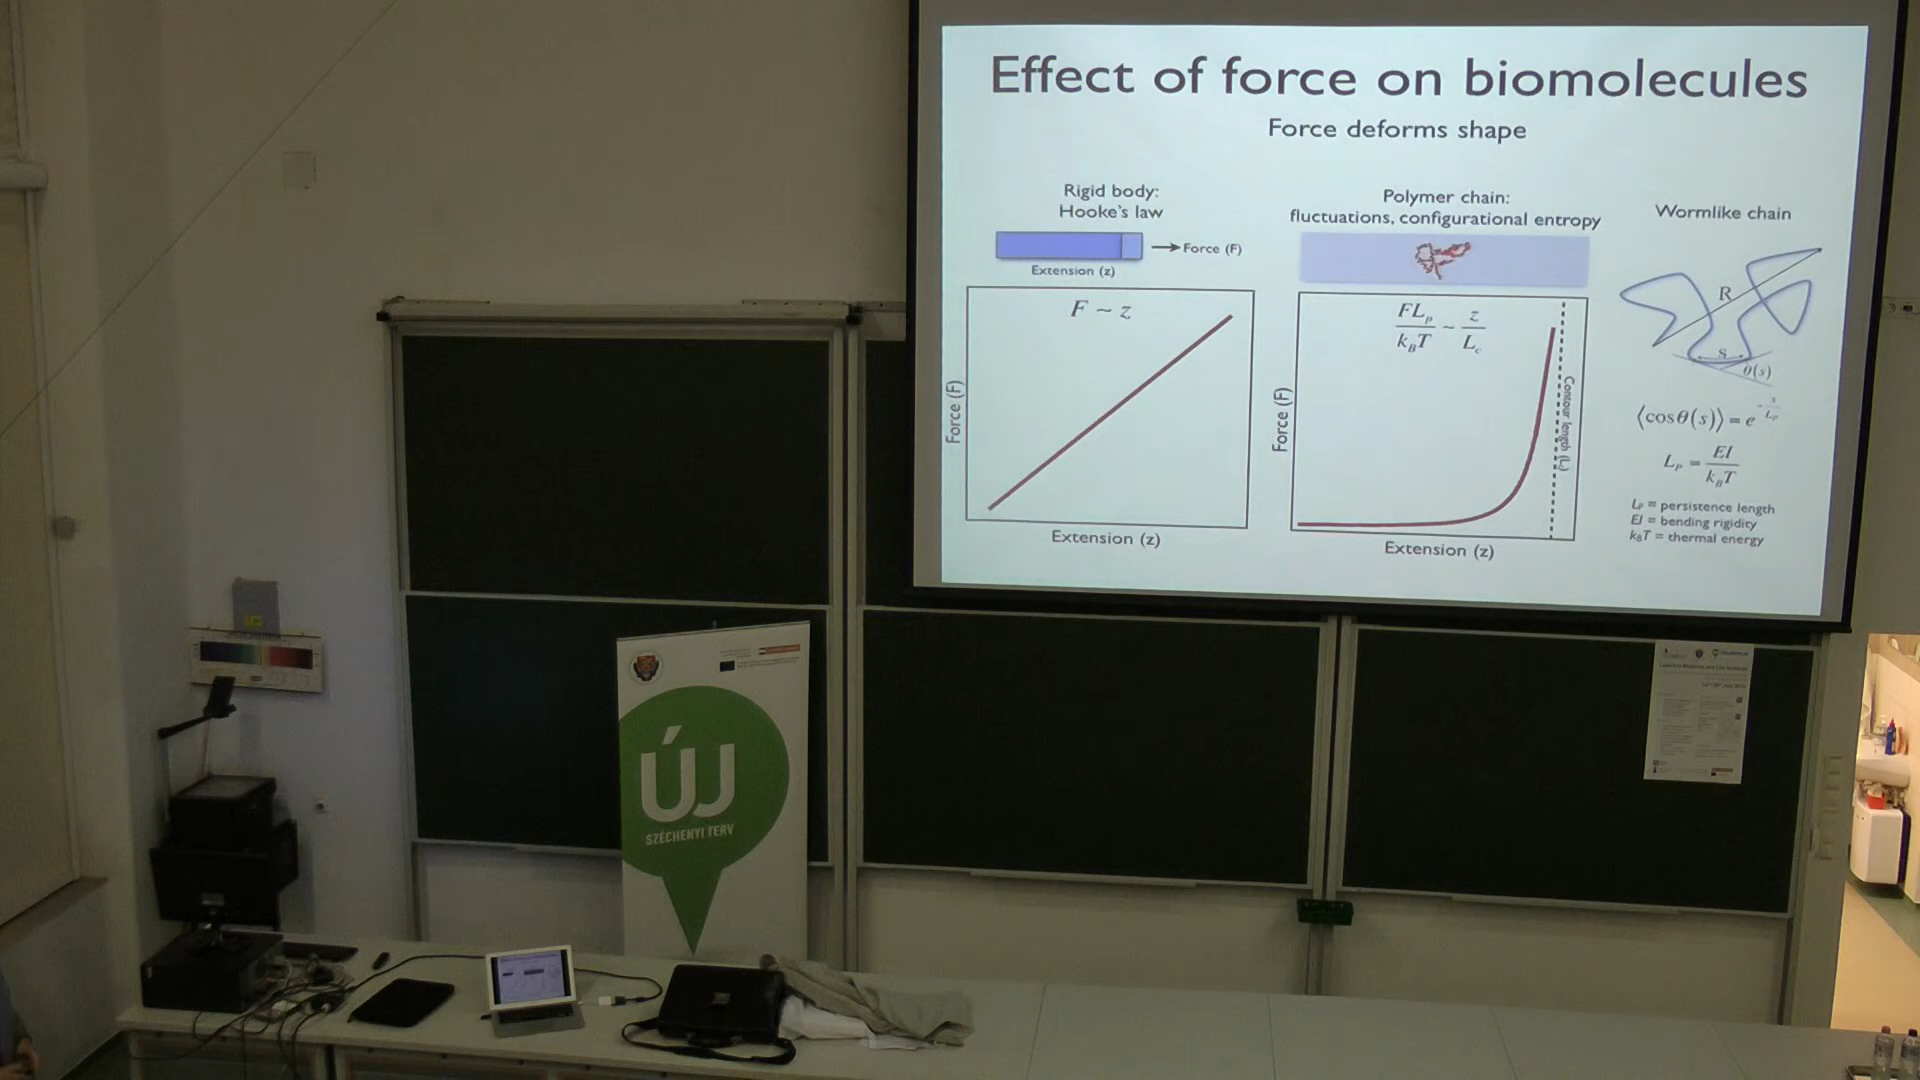 Effect of force on biomolecules
Force deforms shape
Rigid body:
Hooke's law
Force (F)
Extension (z)
F ~ z
Force (F)
Extension (z)
Polymer chain:
fluctuations, configurational entropy
FLp/kBT ~ z/Lc
Force (F)
Contour length (L)
Extension (z)
Wormlike chain
R
S
θ(s)
⟨cosθ(s)⟩ = e^-s/Lp
Lp = EI/kBT
LP = persistence length
EI = bending rigidity
kBT = thermal energy
ÚJ
SZÉCHENYI TERV